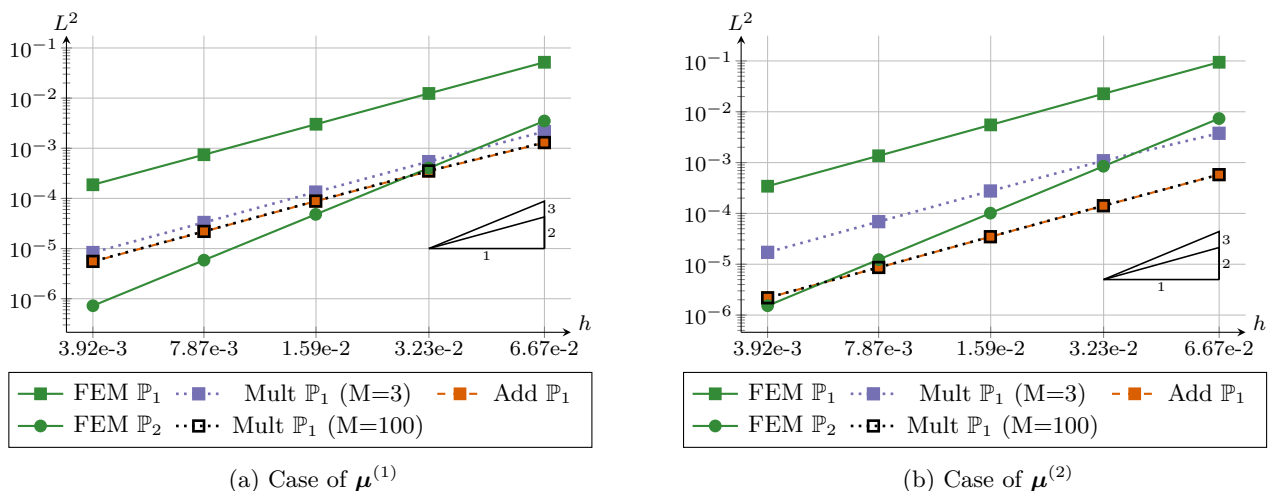 L²
10⁻¹
10⁻²
10⁻³
10⁻⁴
10⁻⁵
10⁻⁶
3
2
1
h
3.92e-3 7.87e-3 1.59e-2 3.23e-2 6.67e-2
FEM ℙ₁ Mult ℙ₁ (M=3) Add ℙ₁
FEM ℙ₂ Mult ℙ₁ (M=100)
(a) Case of 𝝁⁽¹⁾
L²
10⁻¹
10⁻²
10⁻³
10⁻⁴
10⁻⁵
10⁻⁶
3
2
1
h
3.92e-3 7.87e-3 1.59e-2 3.23e-2 6.67e-2
FEM ℙ₁ Mult ℙ₁ (M=3) Add ℙ₁
FEM ℙ₂ Mult ℙ₁ (M=100)
(b) Case of 𝝁⁽²⁾